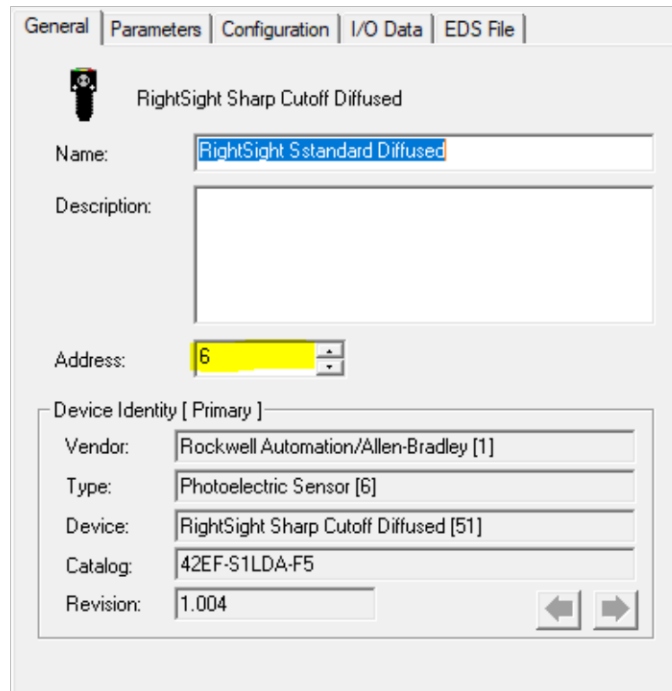 General Parameters Configuration I/O Data EDS File
RightSight Sharp Cutoff Diffused
Name: RightSight Sstandard Diffused
Description:
Address: 6
Device Identity [ Primary ]
Vendor: Rockwell Automation/Allen-Bradley [1]
Type: Photoelectric Sensor [6]
Device: RightSight Sharp Cutoff Diffused [51]
Catalog: 42EF-S1LDA-F5
Revision: 1.004